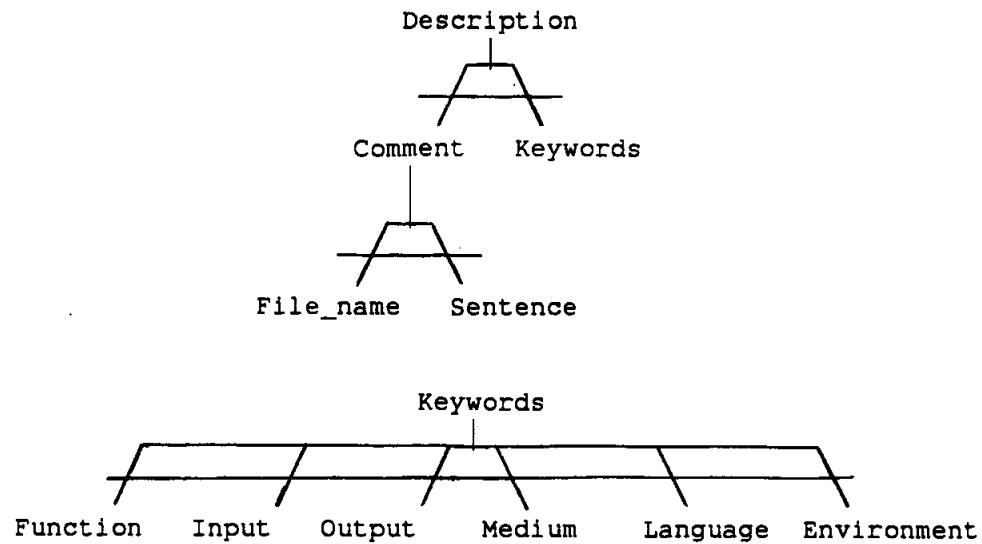 Description
Comment Keywords
File_name Sentence
Keywords
Function Input Output Medium Language Environment